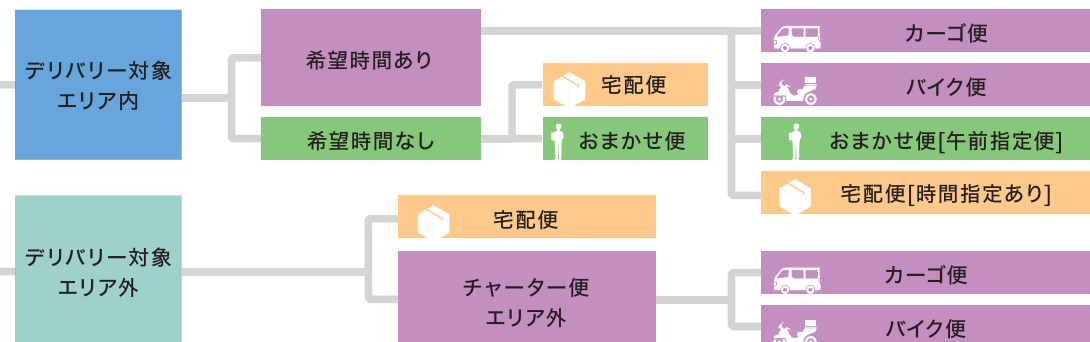 デリバリー対象
エリア内
希望時間あり
カーゴ便
バイク便
おまかせ便[午前指定便]
宅配便[時間指定あり]
希望時間なし
宅配便
おまかせ便
デリバリー対象
エリア外
宅配便
チャーター便
エリア外
カーゴ便
バイク便